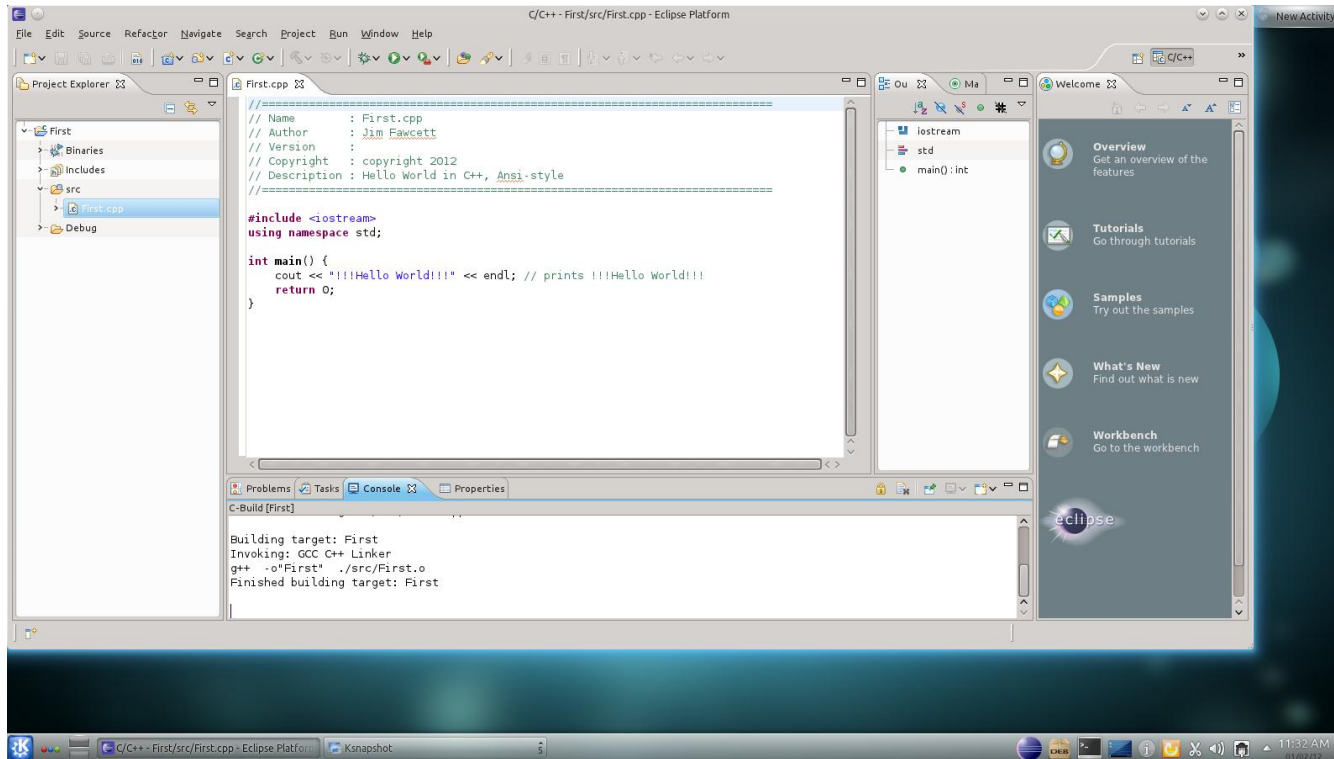 C/C++ - First/src/First.cpp - Eclipse Platform
New Activity
File Edit Source Refactor Navigate Search Project Run Window Help
C/C++
»
Project Explorer
First
Binaries
Includes
src
First.cpp
Debug
First.cpp
//============================================================================
// Name        : First.cpp
// Author      : Jim Fawcett
// Version     :
// Copyright   : copyright 2012
// Description : Hello World in C++, Ansi-style
//============================================================================
#include <iostream>
using namespace std;
int main() {
    cout << "!!!Hello World!!!" << endl; // prints !!!Hello World!!!
    return 0;
}
Ou Ma
iostream
std
main() : int
Welcome
Overview
Get an overview of the
features
Tutorials
Go through tutorials
Samples
Try out the samples
What's New
Find out what is new
Workbench
Go to the workbench
eclipse
Problems Tasks Console Properties
C-Build [First]
Building target: First
Invoking: GCC C++ Linker
g++  -o"First"  ./src/First.o
Finished building target: First
C/C++ - First/src/First.cpp - Eclipse Platform
Ksnapshot
5
DEB
11:32 AM
01/02/12